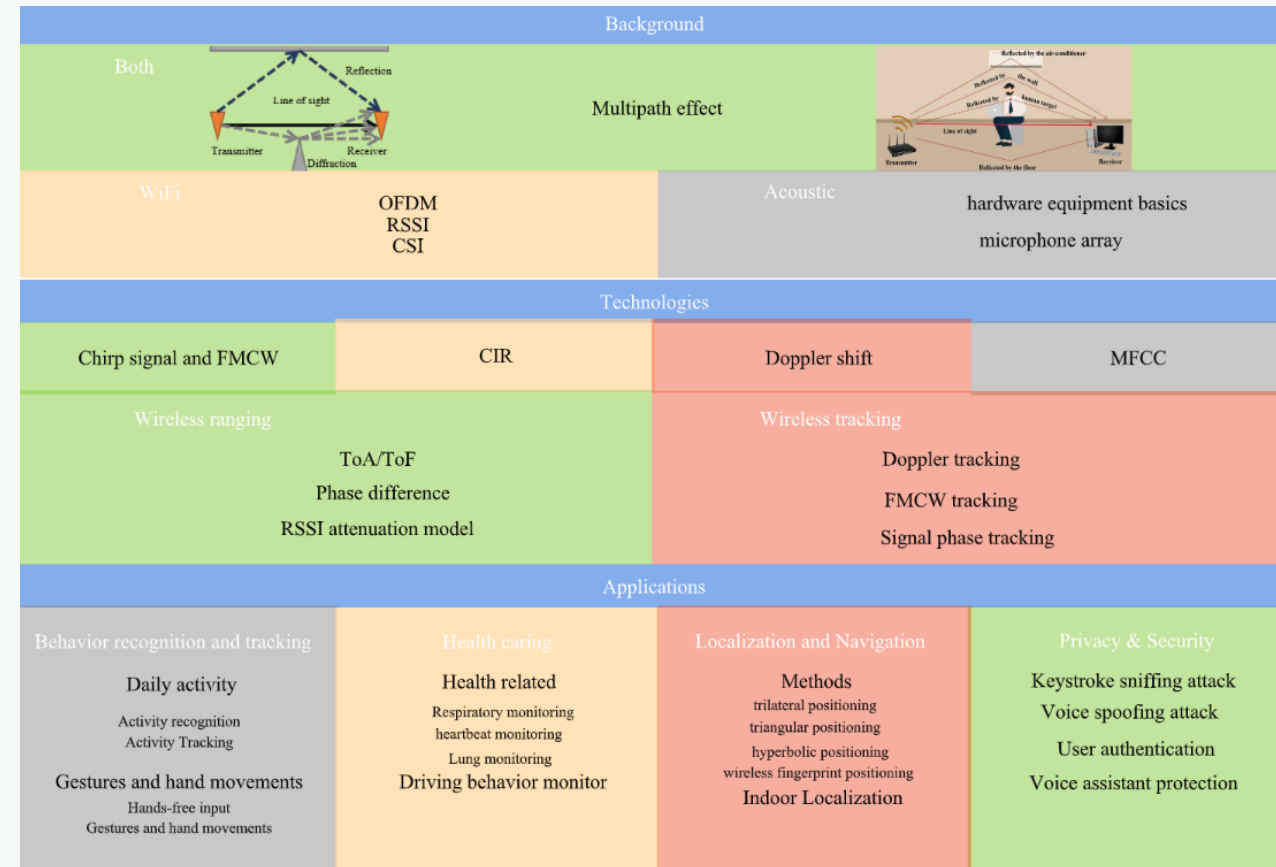 Background
Both
Reflection
Line of sight
Transmitter
Receiver
Diffraction
Multipath effect
Reflected by the air-conditioner
Reflected by the wall
Reflected by human target
Line of sight
Transmitter
Receiver
Reflected by the floor
WiFi
OFDM
RSSI
CSI
Acoustic
hardware equipment basics
microphone array
Technologies
Chirp signal and FMCW
CIR
Doppler shift
MFCC
Wireless ranging
ToA/ToF
Phase difference
RSSI attenuation model
Wireless tracking
Doppler tracking
FMCW tracking
Signal phase tracking
Applications
Behavior recognition and tracking
Daily activity
Activity recognition
Activity Tracking
Gestures and hand movements
Hands-free input
Gestures and hand movements
Health caring
Health related
Respiratory monitoring
heartbeat monitoring
Lung monitoring
Driving behavior monitor
Localization and Navigation
Methods
trilateral positioning
triangular positioning
hyperbolic positioning
wireless fingerprint positioning
Indoor Localization
Privacy & Security
Keystroke sniffing attack
Voice spoofing attack
User authentication
Voice assistant protection